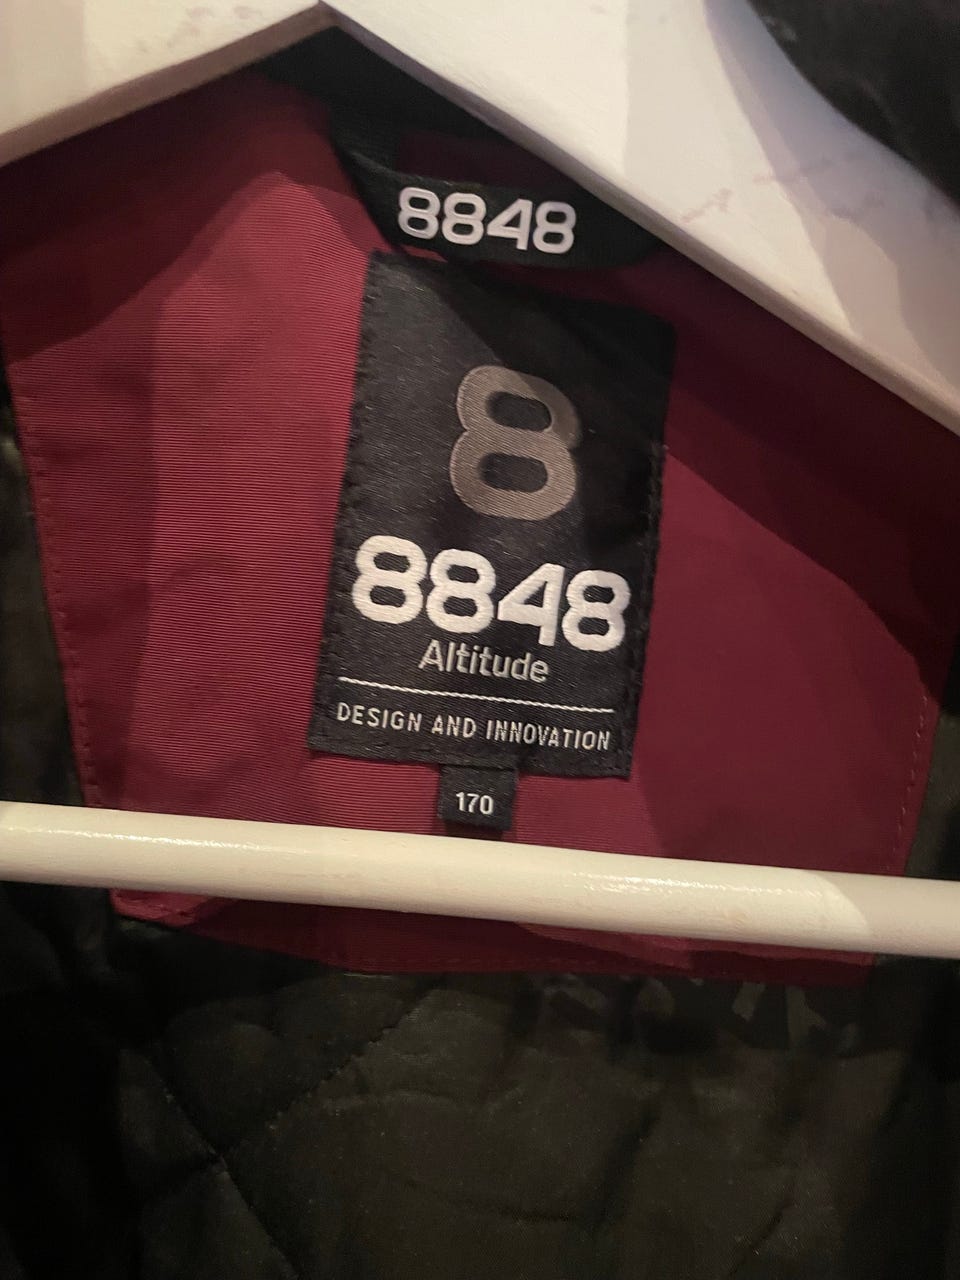 8848
8
8848
Altitude
DESIGN AND INNOVATION
170